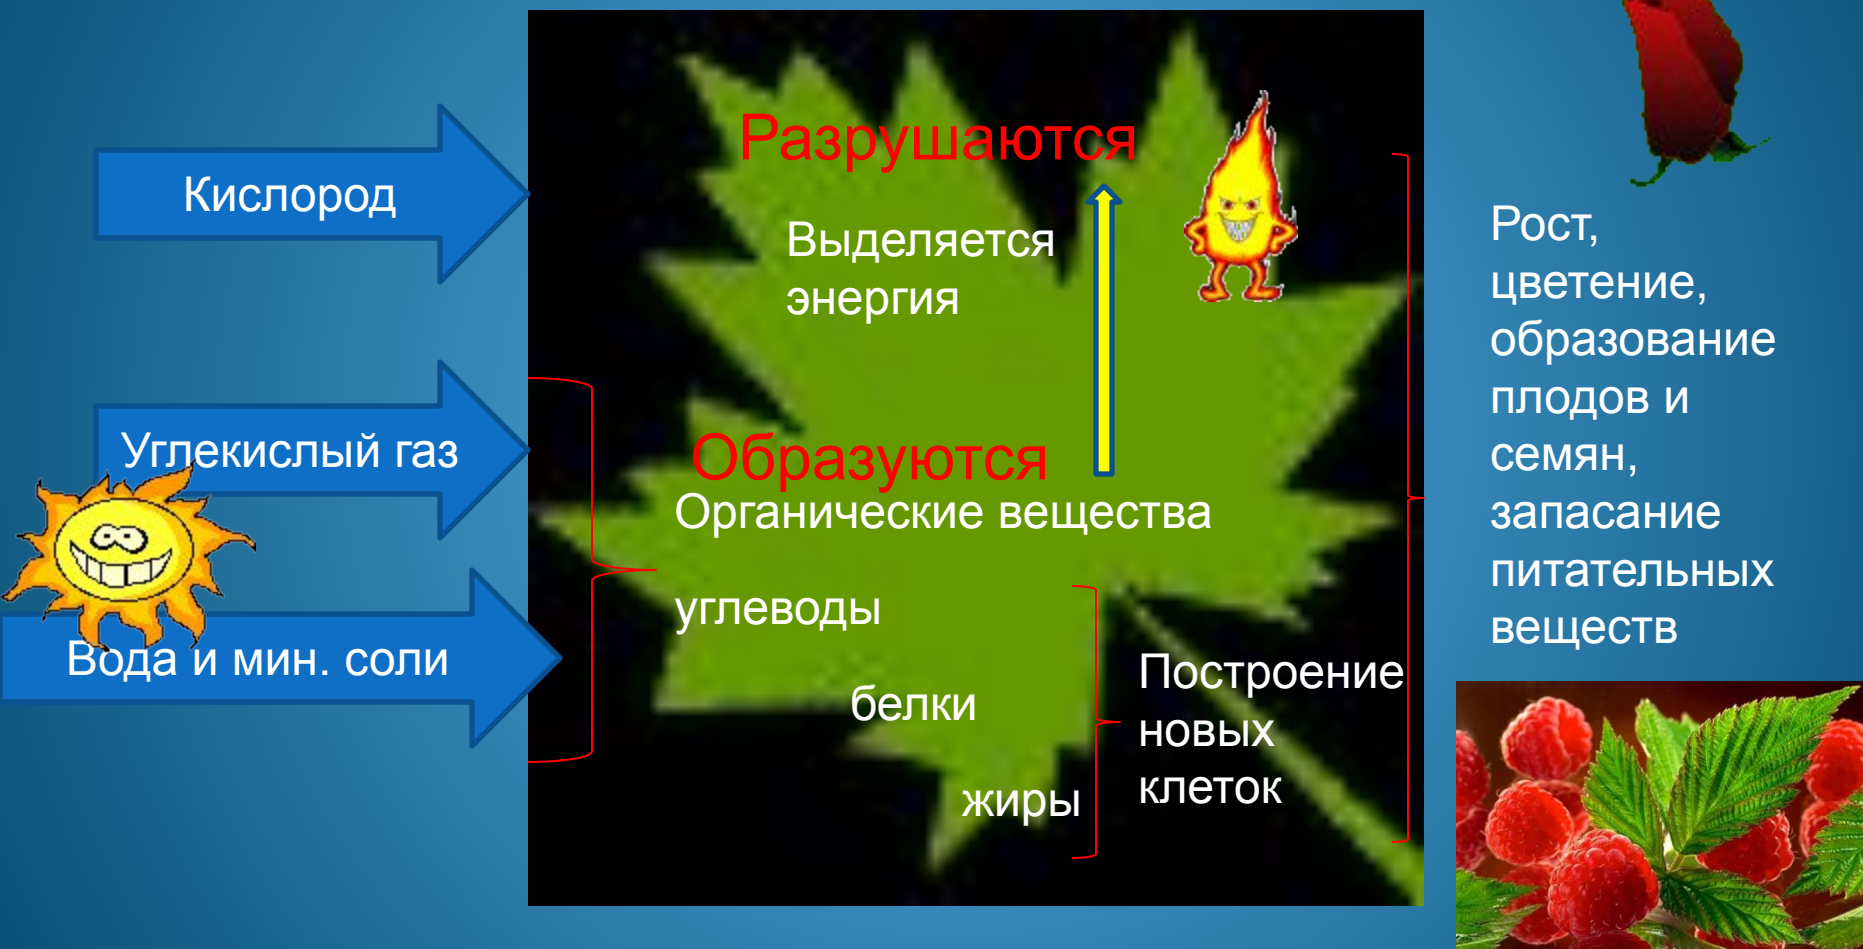 Кислород
Углекислый газ
Вода и мин. соли
Разрушаются
Выделяется
энергия
Образуются
Органические вещества
углеводы
белки
жиры
Построение
новых
клеток
Рост,
цветение,
образование
плодов и
семян,
запасание
питательных
веществ